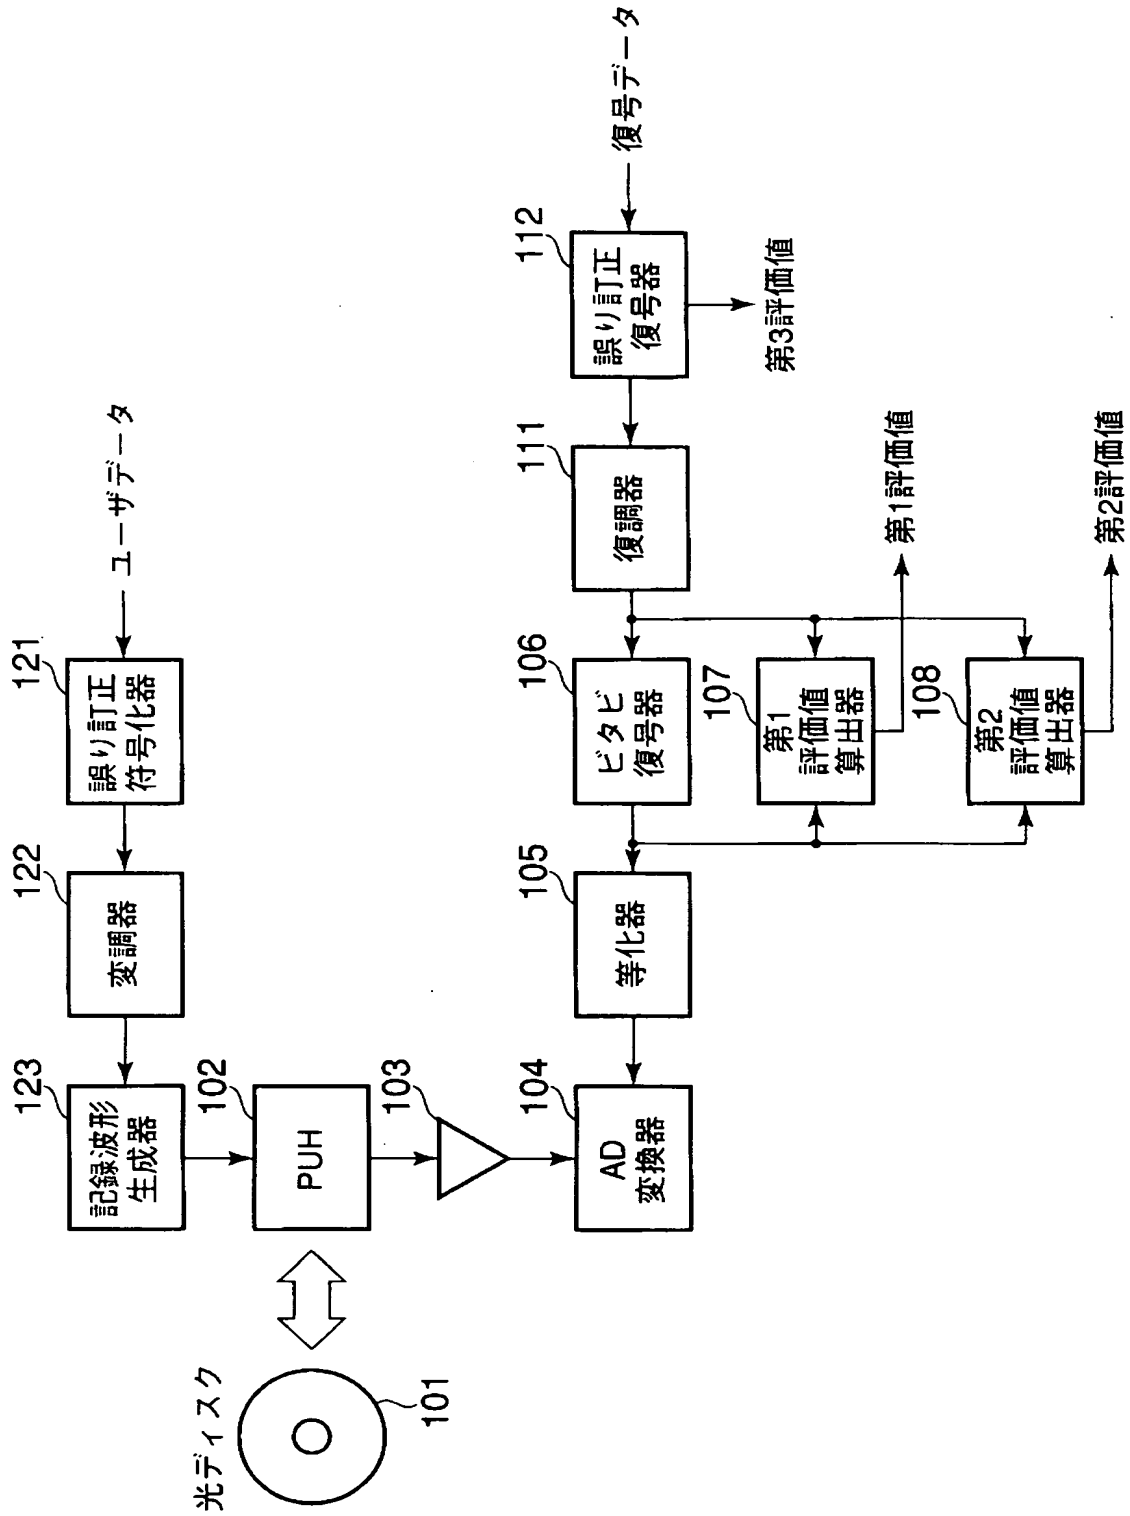 光ディスク
101
123
記録波形
生成器
122
変調器
121
誤り訂正
符号化器
ユーザデータ
102
PUH
103
104
AD
変換器
105
等化器
106
ビタビ
復号器
111
復調器
112
誤り訂正
復号器
復号データ
第3評価値
107
第1
評価値
算出器
第1評価値
108
第2
評価値
算出器
第2評価値